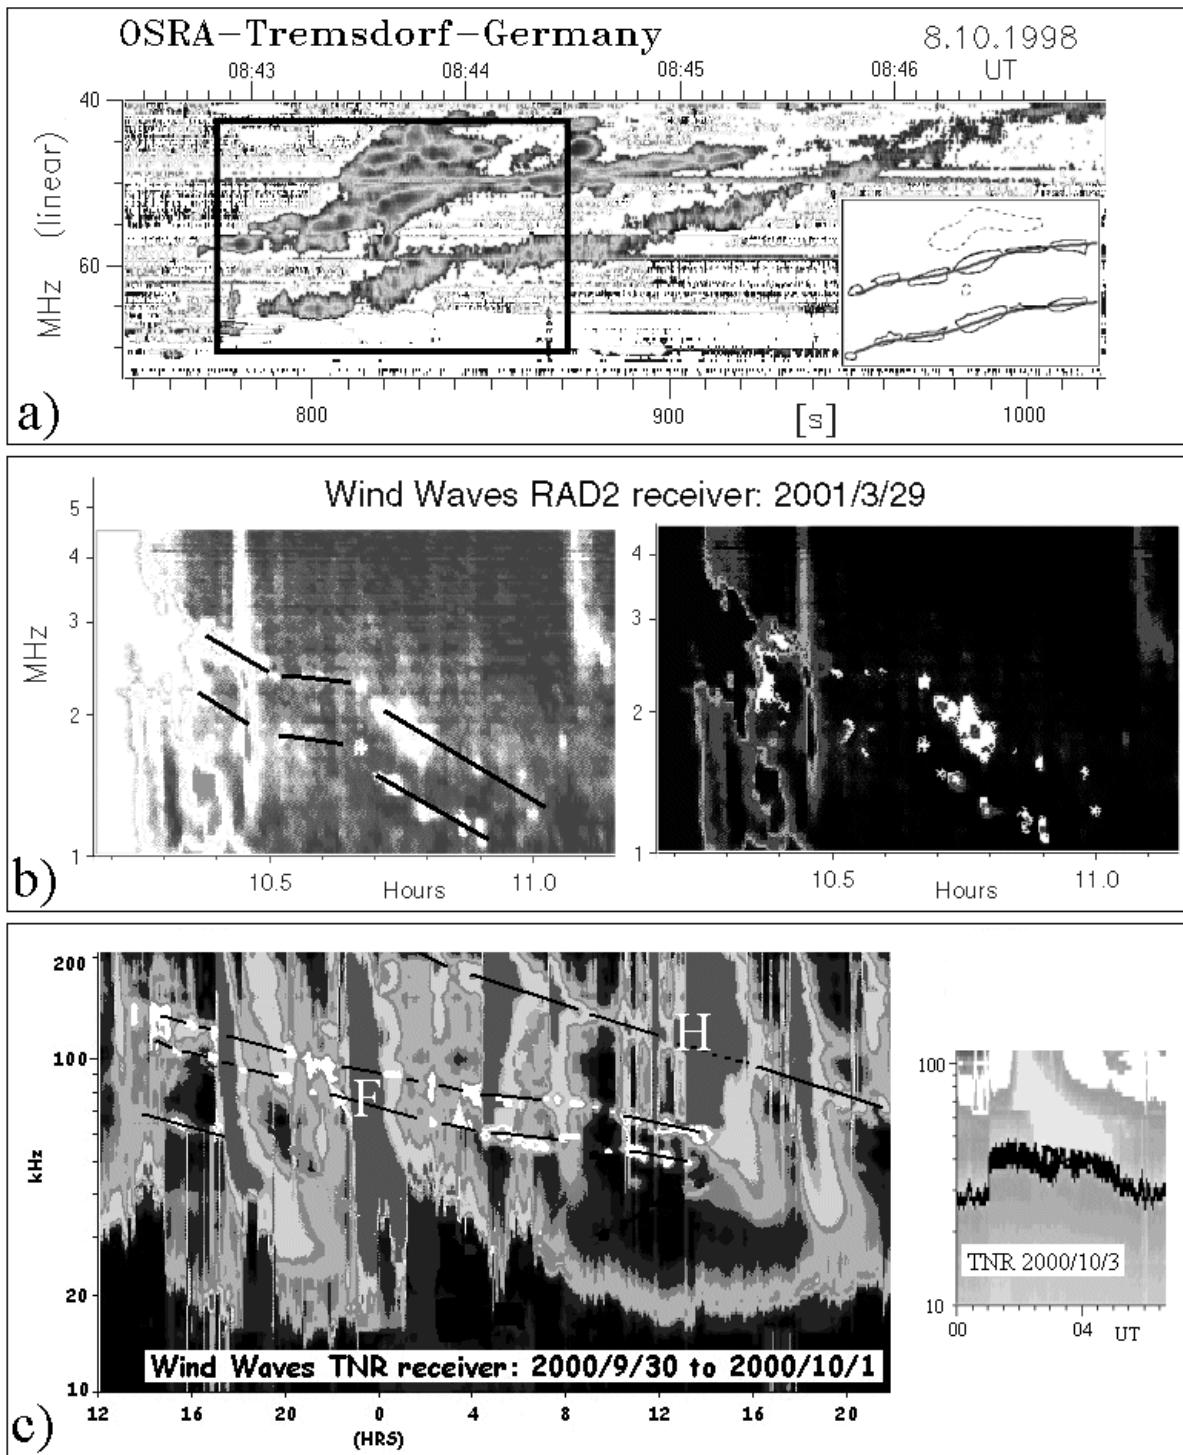 OSRA–Tremsdorf–Germany
8.10.1998
08:43
08:44
08:45
08:46
UT
40
60
MHz (linear)
800
900
[s]
1000
a)
Wind Waves RAD2 receiver: 2001/3/29
5
4
3
2
1
MHz
10.5
Hours
11.0
4
3
2
1
10.5
Hours
11.0
b)
200
100
20
10
kHz
H
F
Wind Waves TNR receiver: 2000/9/30 to 2000/10/1
12
16
20
0
4
8
12
16
20
(HRS)
100
10
TNR 2000/10/3
00
04
UT
c)